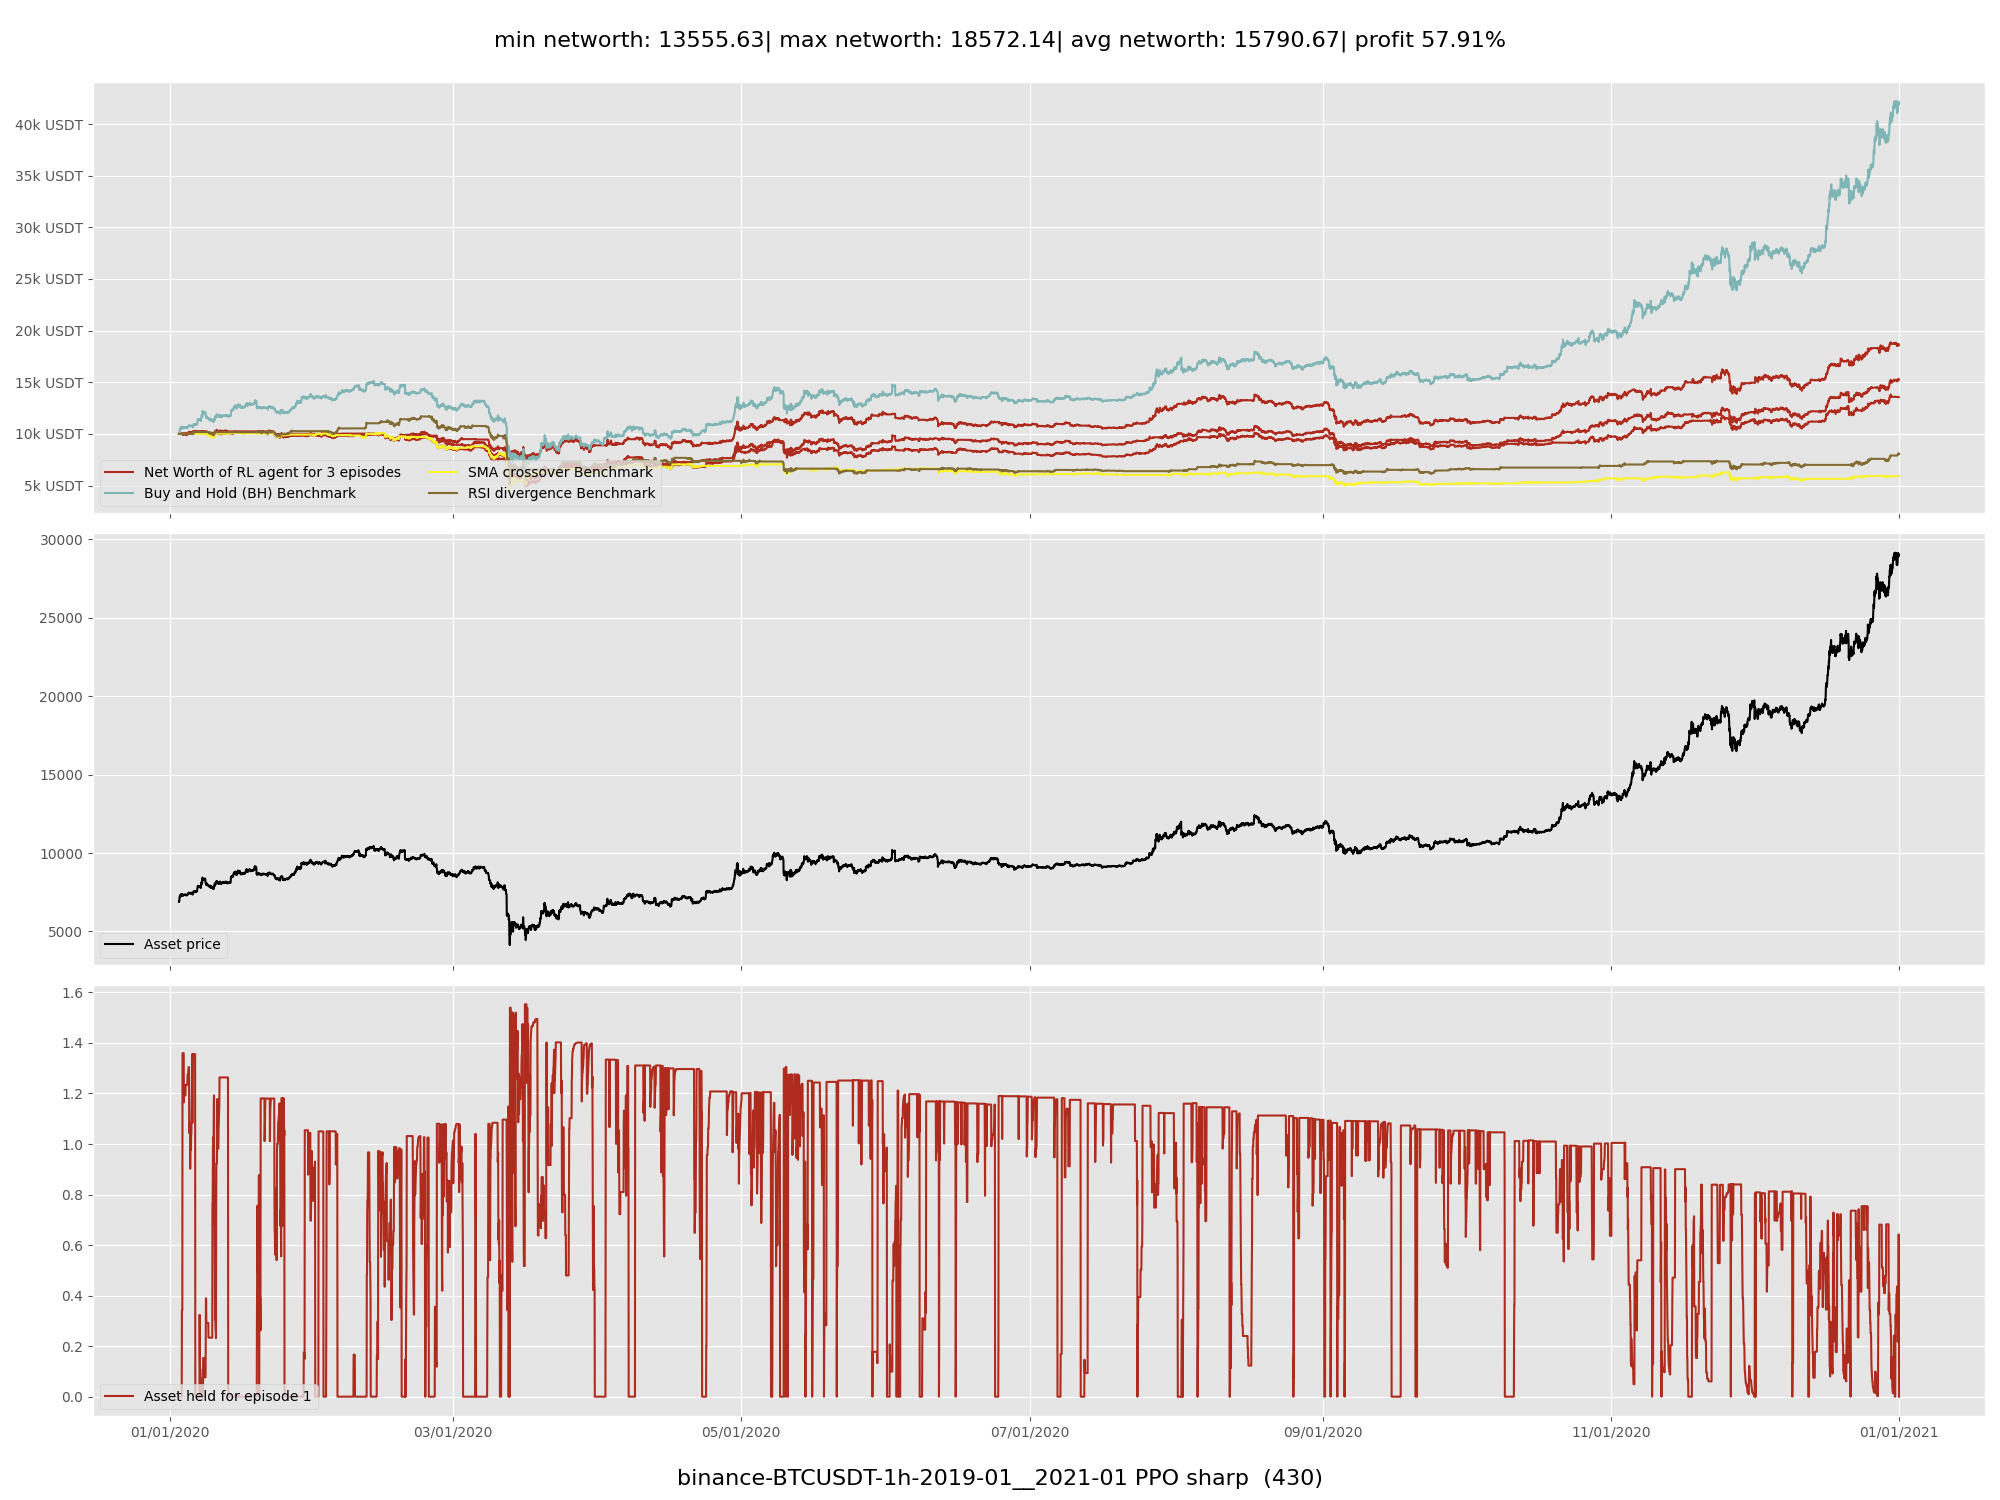 min networth: 13555.63| max networth: 18572.14| avg networth: 15790.67| profit 57.91%
40k USDT
35k USDT
30k USDT
25k USDT
20k USDT
15k USDT
10k USDT
5k USDT
Net Worth of RL agent for 3 episodes
Buy and Hold (BH) Benchmark
SMA crossover Benchmark
RSI divergence Benchmark
30000
25000
20000
15000
10000
5000
Asset price
1.6
1.4
1.2
1.0
0.8
0.6
0.4
0.2
0.0
Asset held for episode 1
01/01/2020 03/01/2020 05/01/2020 07/01/2020 09/01/2020 11/01/2020 01/01/2021
binance-BTCUSDT-1h-2019-01__2021-01 PPO sharp (430)